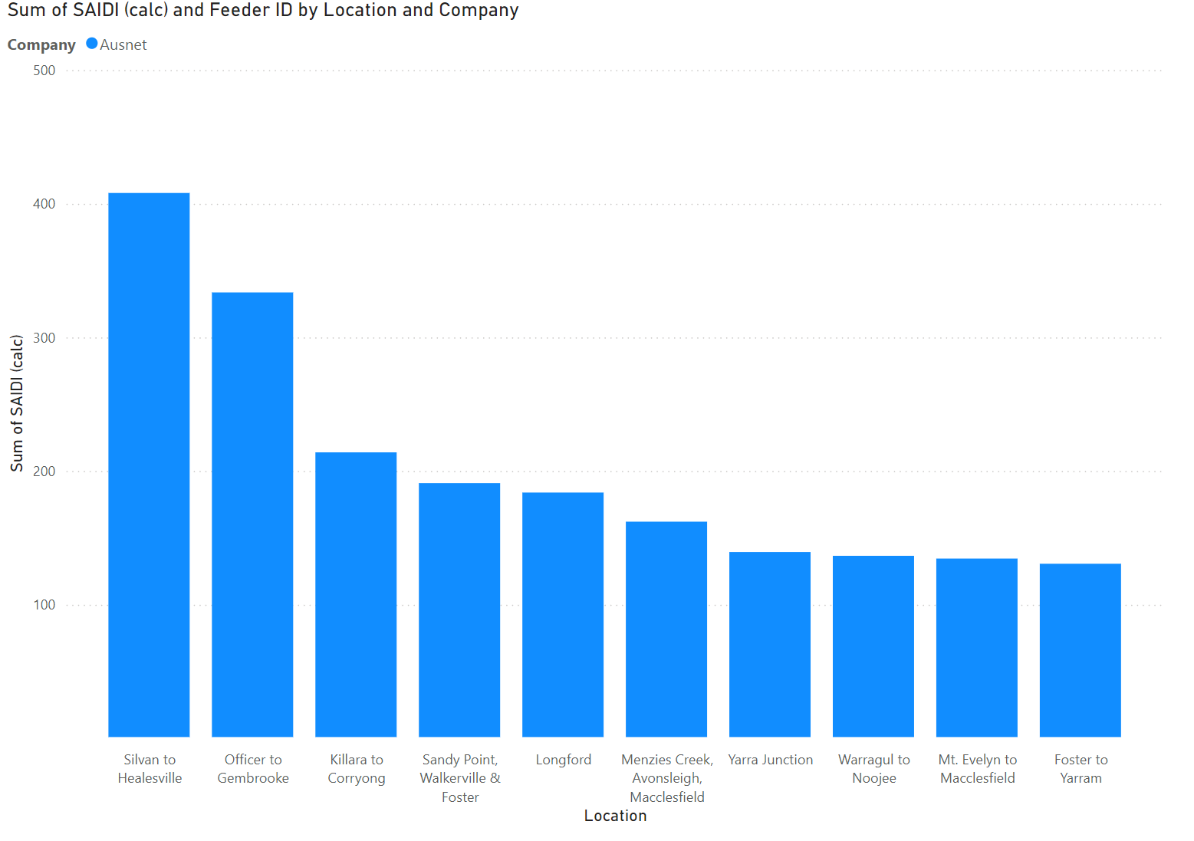 Sum of SAIDI (calc) and Feeder ID by Location and Company
Company Ausnet
500
400
300
200
100
Sum of SAIDI (calc)
Silvan to
Healesville
Officer to
Gembrooke
Killara to
Corryong
Sandy Point,
Walkerville &
Foster
Longford
Menzies Creek,
Avonsleigh,
Macclesfield
Yarra Junction
Warragul to
Noojee
Mt. Evelyn to
Macclesfield
Foster to
Yarram
Location